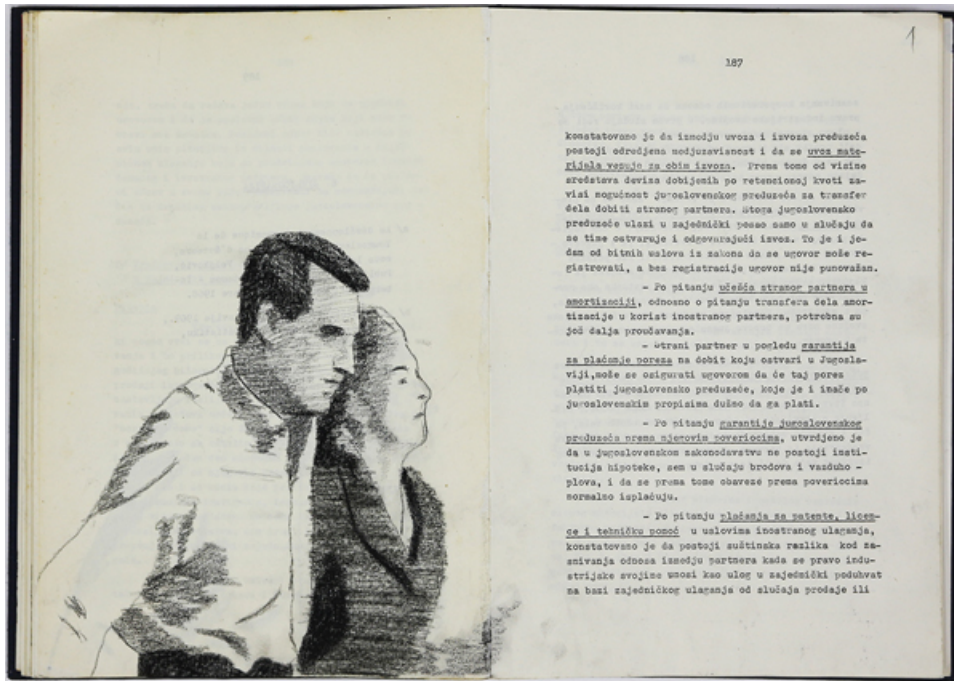 1
187
konstatovano je da izmedju uvoza i izvoza preduzeća
postoji odredjena medjuzavisnost i da se uvoz mate-
rijala vezuje za obim izvoza. Prema tome od visine
sredstava deviza dobijenih po retencionoj kvoti za-
visi mogućnost jugoslovenskog preduzeća za transfer
dela dobiti stranog partnera. Stoga jugoslovensko
preduzeće ulazi u zajednički posao samo u slučaju da
se time ostvaruje i odgovarajući izvoz. To je i je-
dan od bitnih uslova iz zakona da se ugovor može re-
gistrovati, a bez registracije ugovor nije punovažan.
- Po pitanju učešća stranog partnera u
amortizaciji, odnosno o pitanju transfera dela amor-
tizacije u korist inostranog partnera, potrebna su
još dalja proučavanja.
- Strani partner u pogledu garantija
za plaćanje poreza na dobit koju ostvari u Jugosla-
viji,može se osigurati ugovorom da će taj porez
platiti jugoslovensko preduzeće, koje je i inače po
jugoslovenskim propisima dužno da ga plati.
- Po pitanju garantije jugoslovenskog
preduzeća prema njegovim poveriocima, utvrdjeno je
da u jugoslovenskom zakonodavstvu ne postoji insti-
tucija hipoteke, sem u slučaju brodova i vazduho -
plova, i da se prema tome obaveze prema poveriocima
normalno isplaćuju.
- Po pitanju plaćanja za patente, licen-
ce i tehničku pomoć u uslovima inostranog ulaganja,
konstatovano je da postoji suštinska razlika kod za-
snivanja odnosa izmedju partnera kada se pravo indu-
strijske svojine unosi kao ulog u zajednički poduhvat
na bazi zajedničkog ulaganja od slučaja prodaje ili